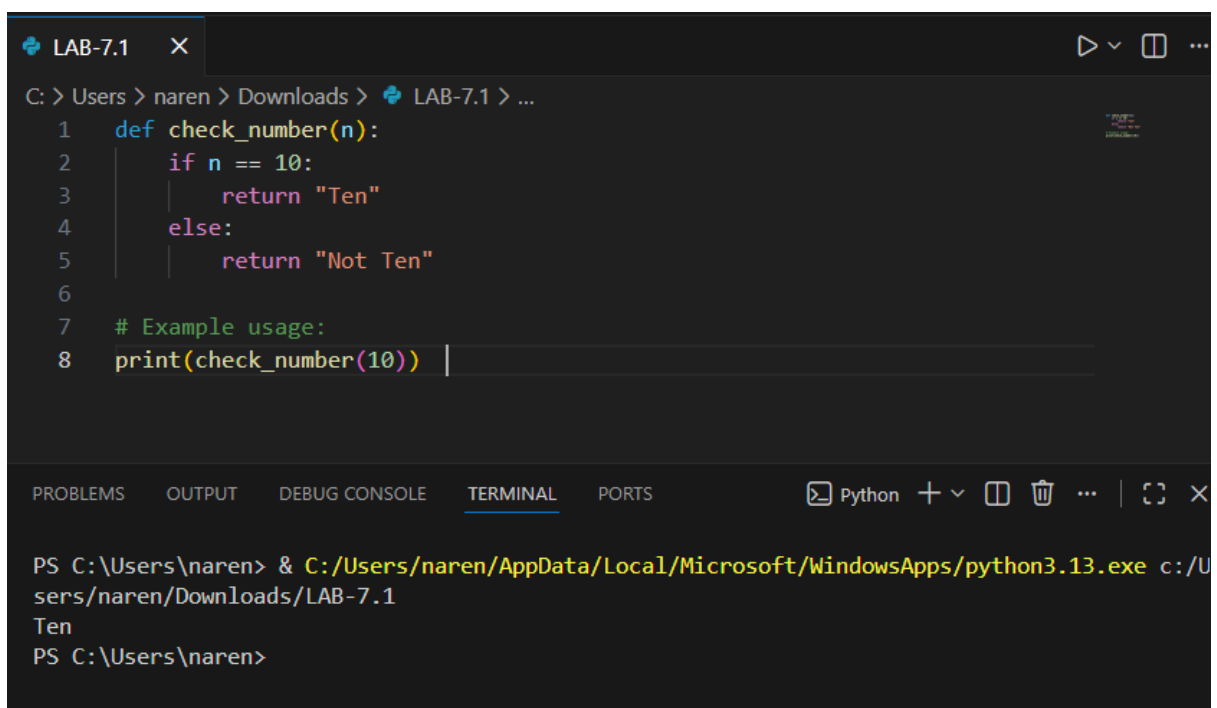 LAB-7.1
C: > Users > naren > Downloads > LAB-7.1 > ...
1 def check_number(n):
2     if n == 10:
3         return "Ten"
4     else:
5         return "Not Ten"
6
7 # Example usage:
8 print(check_number(10))
PROBLEMS OUTPUT DEBUG CONSOLE TERMINAL PORTS Python
PS C:\Users\naren> & C:/Users/naren/AppData/Local/Microsoft/WindowsApps/python3.13.exe c:/U
sers/naren/Downloads/LAB-7.1
Ten
PS C:\Users\naren>